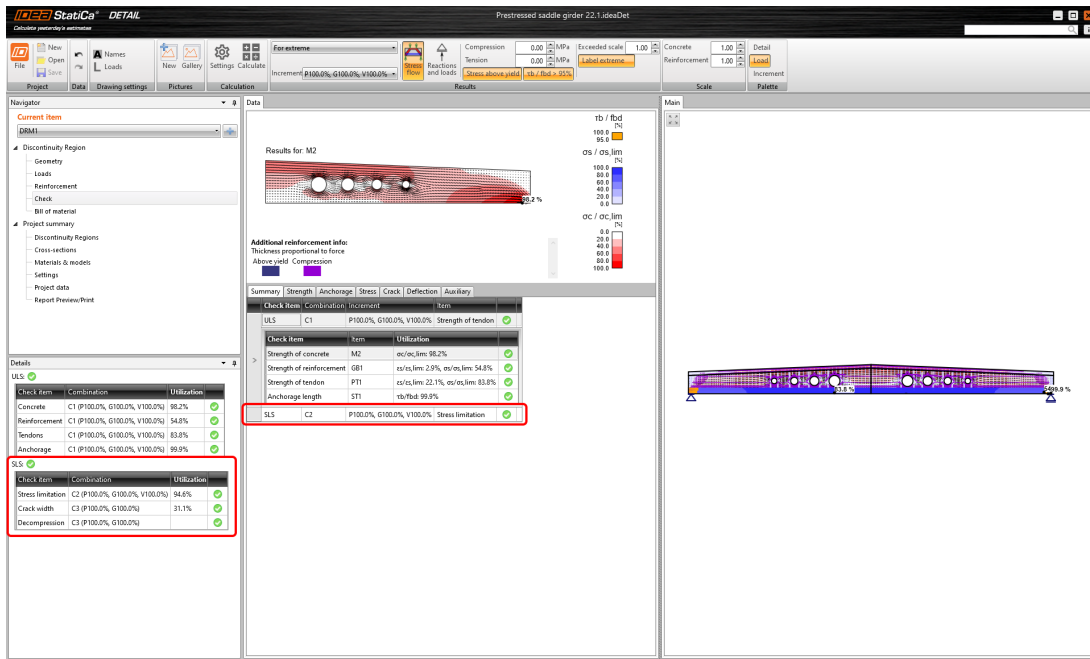 IDEA StatiCa® DETAIL
Prestressed saddle girder 22.1.ideaDet
Calculate yesterday's estimates
File
New
Open
Save
Names
Loads
New
Gallery
Settings
Calculate
For extreme
Increment P100.0%, G100.0%, V100.0%
Stress flow
Reactions and loads
Compression 0.00 MPa
Tension 0.00 MPa
Stress above yield
τb / fbd > 95%
Exceeded scale 1.00
Label extreme
Concrete 1.00
Reinforcement 1.00
Detail
Load
Increment
Project
Data
Drawing settings
Pictures
Calculation
Results
Scale
Palette
Navigator
Current item
DRM1
Discontinuity Region
Geometry
Loads
Reinforcement
Check
Bill of material
Project summary
Discontinuity Regions
Cross-sections
Materials & models
Settings
Project data
Report Preview/Print
Details
ULS:
Check item Combination Utilization
Concrete C1 (P100.0%, G100.0%, V100.0%) 98.2%
Reinforcement C1 (P100.0%, G100.0%, V100.0%) 54.8%
Tendons C1 (P100.0%, G100.0%, V100.0%) 83.8%
Anchorage C1 (P100.0%, G100.0%, V100.0%) 99.9%
SLS:
Check item Combination Utilization
Stress limitation C2 (P100.0%, G100.0%, V100.0%) 94.6%
Crack width C3 (P100.0%, G100.0%) 31.1%
Decompression C3 (P100.0%, G100.0%)
Data
Results for: M2
98.2 %
τb / fbd
[%]
100.0
95.0
σs / σs,lim
[%]
100.0
80.0
60.0
40.0
20.0
0.0
σc / σc,lim
[%]
0.0
20.0
40.0
60.0
80.0
100.0
Additional reinforcement info:
Thickness proportional to force
Above yield Compression
Summary Strength Anchorage Stress Crack Deflection Auxiliary
Check item Combination Increment Item
ULS C1 P100.0%, G100.0%, V100.0% Strength of tendon
Check item Item Utilization
Strength of concrete M2 σc/σc,lim: 98.2%
Strength of reinforcement GB1 εs/εs,lim: 2.9%, σs/σs,lim: 54.8%
Strength of tendon PT1 εs/εs,lim: 22.1%, σs/σs,lim: 83.8%
Anchorage length ST1 τb/fbd: 99.9%
SLS C2 P100.0%, G100.0%, V100.0% Stress limitation
Main